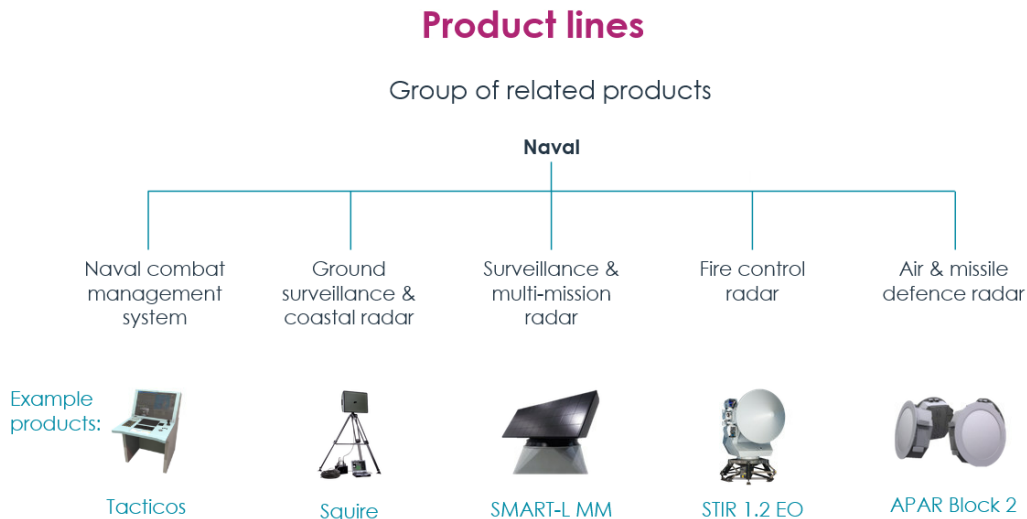 Product lines
Group of related products
Naval
Naval combat
management
system
Ground
surveillance &
coastal radar
Surveillance &
multi-mission
radar
Fire control
radar
Air & missile
defence radar
Example
products:
Tacticos
Squire
SMART-L MM
STIR 1.2 EO
APAR Block 2